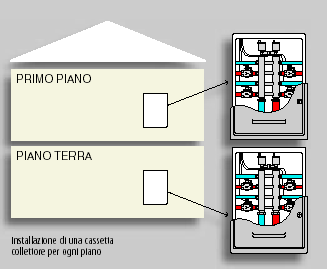 PRIMO PIANO
PIANO TERRA
Installazione di una cassetta
collettore per ogni piano